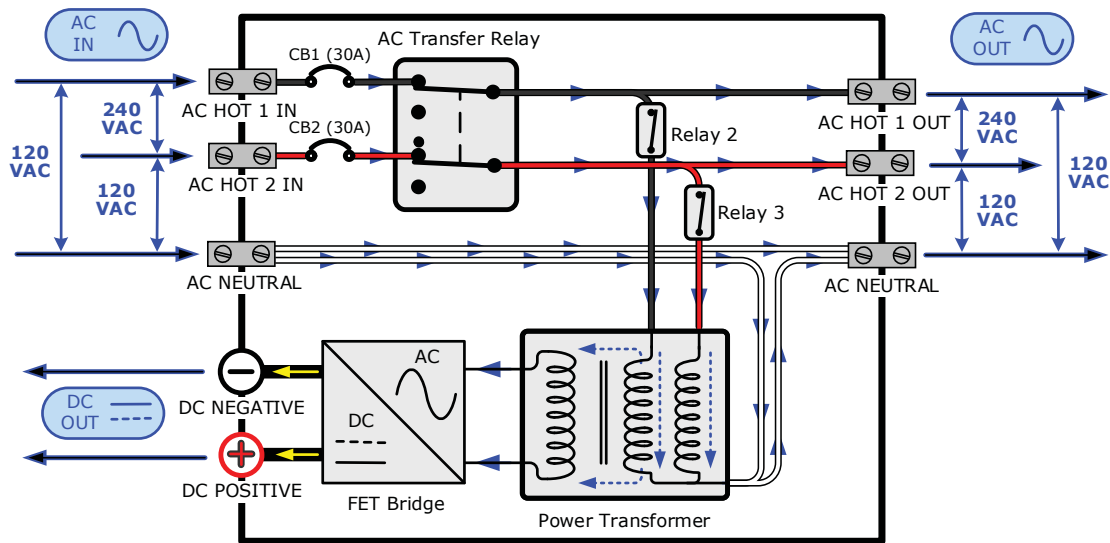 AC
IN
AC Transfer Relay
AC
OUT
CB1 (30A)
AC HOT 1 IN
240
VAC
120
VAC
CB2 (30A)
Relay 2
AC HOT 1 OUT
240
VAC
120
VAC
120
VAC
AC HOT 2 IN
Relay 3
AC HOT 2 OUT
120
VAC
AC NEUTRAL
AC NEUTRAL
DC
OUT
DC NEGATIVE
DC POSITIVE
AC
DC
FET Bridge
Power Transformer